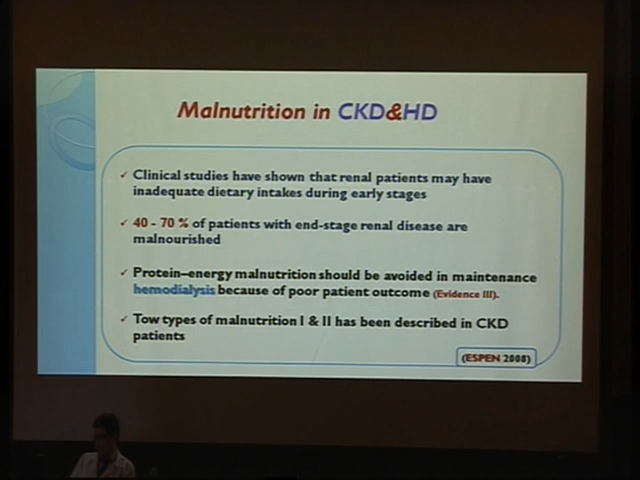 Malnutrition in CKD&HD
✓ Clinical studies have shown that renal patients may have
inadequate dietary intakes during early stages
✓ 40 - 70 % of patients with end-stage renal disease are
malnourished
✓ Protein–energy malnutrition should be avoided in maintenance
hemodialysis because of poor patient outcome (Evidence III).
✓ Tow types of malnutrition I & II has been described in CKD
patients
(ESPEN 2008)